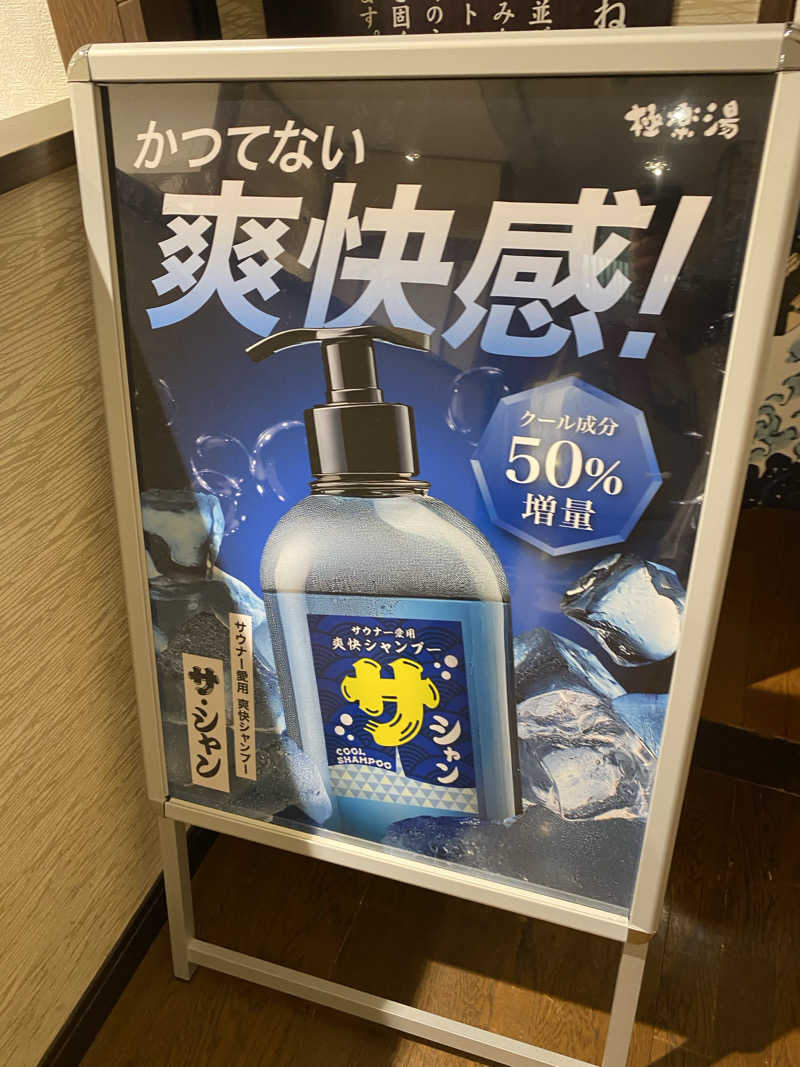 極楽湯
かつてない
爽快感!
クール成分
50%
増量
サウナー愛用
爽快シャンプー
サ
シャン
COOL
SHAMPOO
サウナー愛用 爽快シャンプー
サ・シャン